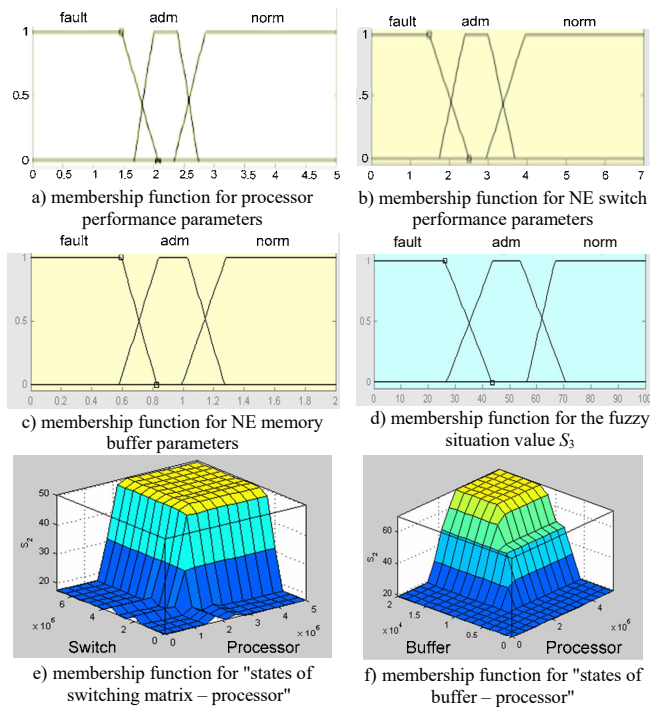 fault adm norm
1
0.5
0
0 0.5 1 1.5 2 2.5 3 3.5 4 4.5 5
a) membership function for processor
performance parameters
fault adm norm
1
.5
0
0 1 2 3 4 5 6 7
b) membership function for NE switch
performance parameters
fault adm norm
1
0.5
0
0 0.2 0.4 0.6 0.8 1 1.2 1.4 1.6 1.8 2
c) membership function for NE memory
buffer parameters
fault adm norm
1
0.5
0
0 10 20 30 40 50 60 70 80 90 100
d) membership function for the fuzzy
situation value S3
50
40
30
20
S2
6
4
2
0
x 10^6
Switch
0
1
2
3
4
5
x 10^6
Processor
e) membership function for "states of
switching matrix – processor"
60
40
20
S2
2
1.5
1
0.5
0
x 10^4
Buffer
0
2
4
x 10^6
Processor
f) membership function for "states of
buffer – processor"